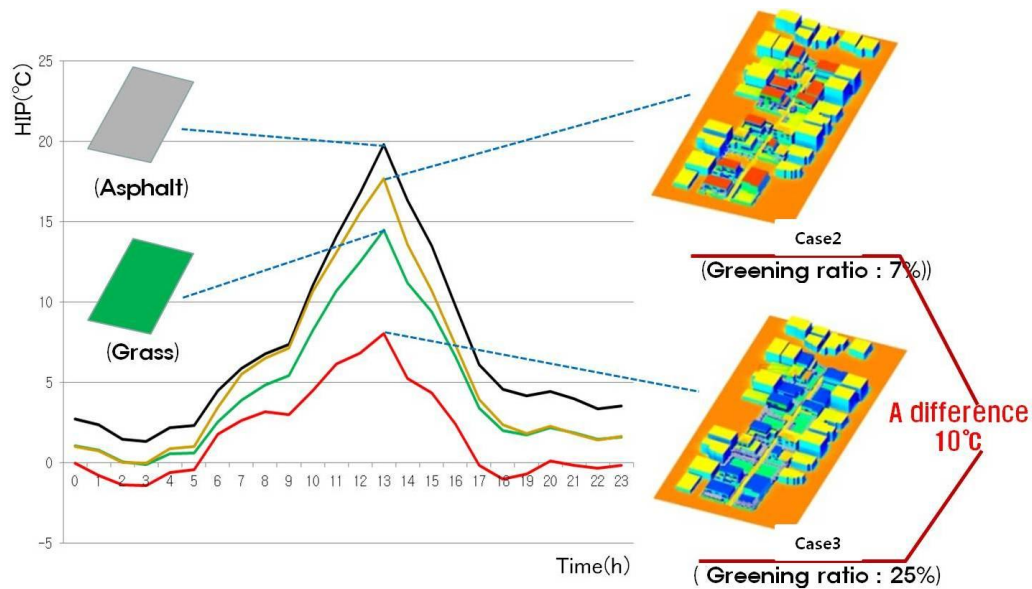 HIP(℃)
25
20
15
10
5
0
-5
0 1 2 3 4 5 6 7 8 9 10 11 12 13 14 15 16 17 18 19 20 21 22 23
Time(h)
(Asphalt)
(Grass)
Case2
(Greening ratio : 7%))
Case3
( Greening ratio : 25%)
A difference
10℃